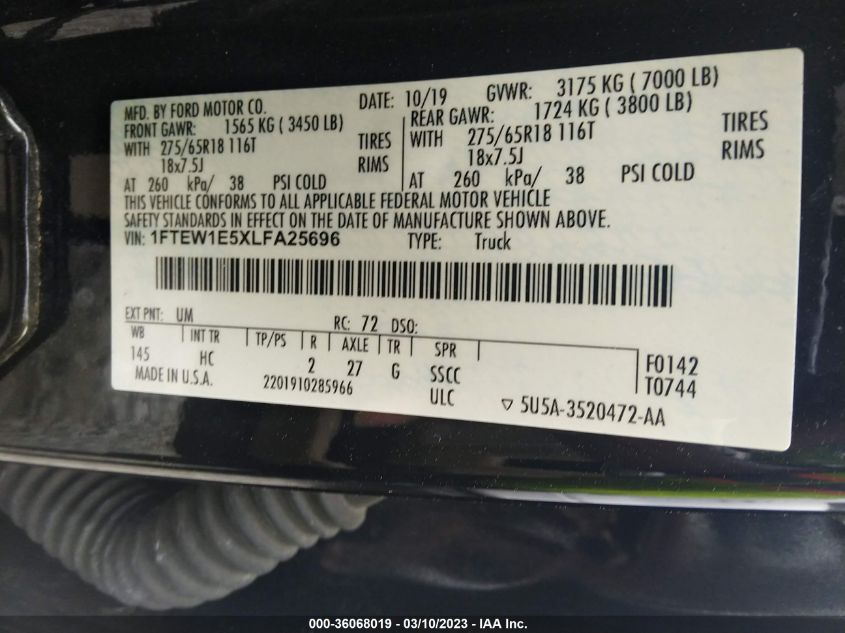 MFD. BY FORD MOTOR CO.
DATE: 10/19 GVWR: 3175 KG ( 7000 LB)
FRONT GAWR: 1565 KG ( 3450 LB) REAR GAWR: 1724 KG ( 3800 LB)
WITH 275/65R18 116T TIRES WITH 275/65R18 116T TIRES
18x7.5J RIMS 18x7.5J RIMS
AT 260 kPa/ 38 PSI COLD AT 260 kPa/ 38 PSI COLD
THIS VEHICLE CONFORMS TO ALL APPLICABLE FEDERAL MOTOR VEHICLE
SAFETY STANDARDS IN EFFECT ON THE DATE OF MANUFACTURE SHOWN ABOVE.
VIN: 1FTEW1E5XLFA25696 TYPE: Truck
EXT PNT: UM RC: 72 DSO:
WB INT TR TP/PS R AXLE TR SPR
145 HC 2 27 G SSCC F0142
MADE IN U.S.A. 2201910285966 ULC T0744
▽ 5U5A-3520472-AA
000-36068019 - 03/10/2023 - IAA Inc.